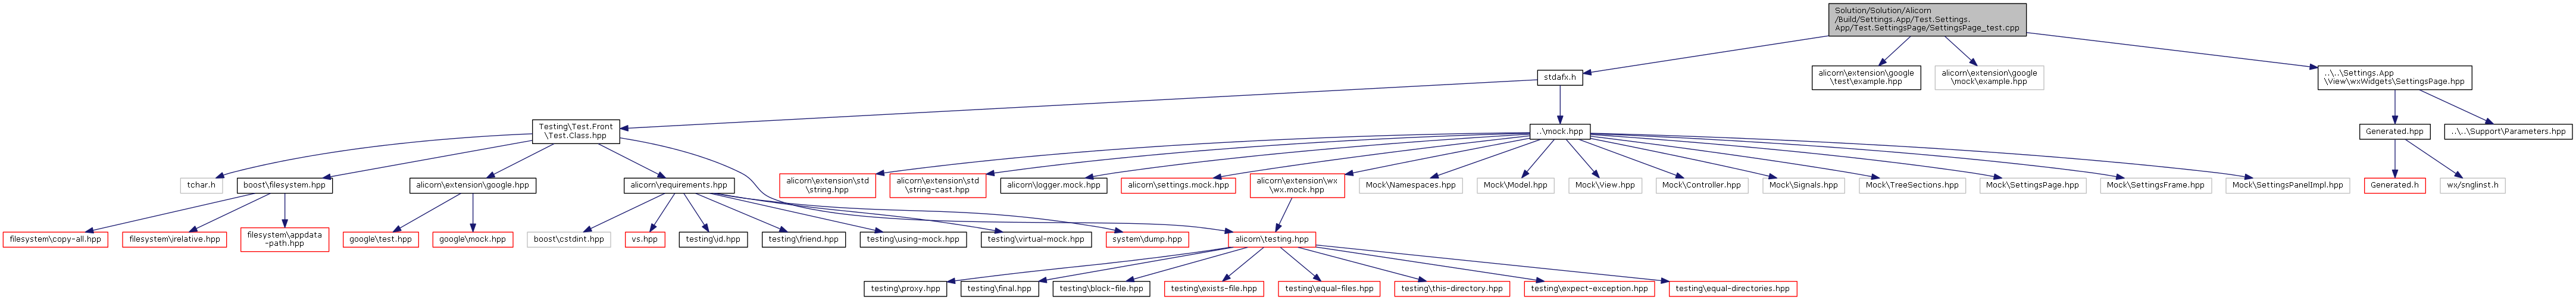 Solution/Solution/Alicorn
/Build/Settings.App/Test.Settings.
App/Test.SettingsPage/SettingsPage_test.cpp
stdafx.h
alicorn\extension\google
\test\example.hpp
alicorn\extension\google
\mock\example.hpp
..\..\Settings.App
\View\wxWidgets\SettingsPage.hpp
Testing\Test.Front
\Test.Class.hpp
..\mock.hpp
Generated.hpp
..\..\Support\Parameters.hpp
tchar.h
boost\filesystem.hpp
alicorn\extension\google.hpp
alicorn\requirements.hpp
alicorn\extension\std
\string.hpp
alicorn\extension\std
\string-cast.hpp
alicorn\logger.mock.hpp
alicorn\settings.mock.hpp
alicorn\extension\wx
\wx.mock.hpp
Mock\Namespaces.hpp
Mock\Model.hpp
Mock\View.hpp
Mock\Controller.hpp
Mock\Signals.hpp
Mock\TreeSections.hpp
Mock\SettingsPage.hpp
Mock\SettingsFrame.hpp
Mock\SettingsPanelImpl.hpp
Generated.h
wx/snglinst.h
filesystem\copy-all.hpp
filesystem\relative.hpp
filesystem\appdata
-path.hpp
google\test.hpp
google\mock.hpp
boost\cstdint.hpp
vs.hpp
testing\id.hpp
testing\friend.hpp
testing\using-mock.hpp
testing\virtual-mock.hpp
system\dump.hpp
alicorn\testing.hpp
testing\proxy.hpp
testing\final.hpp
testing\block-file.hpp
testing\exists-file.hpp
testing\equal-files.hpp
testing\this-directory.hpp
testing\expect-exception.hpp
testing\equal-directories.hpp